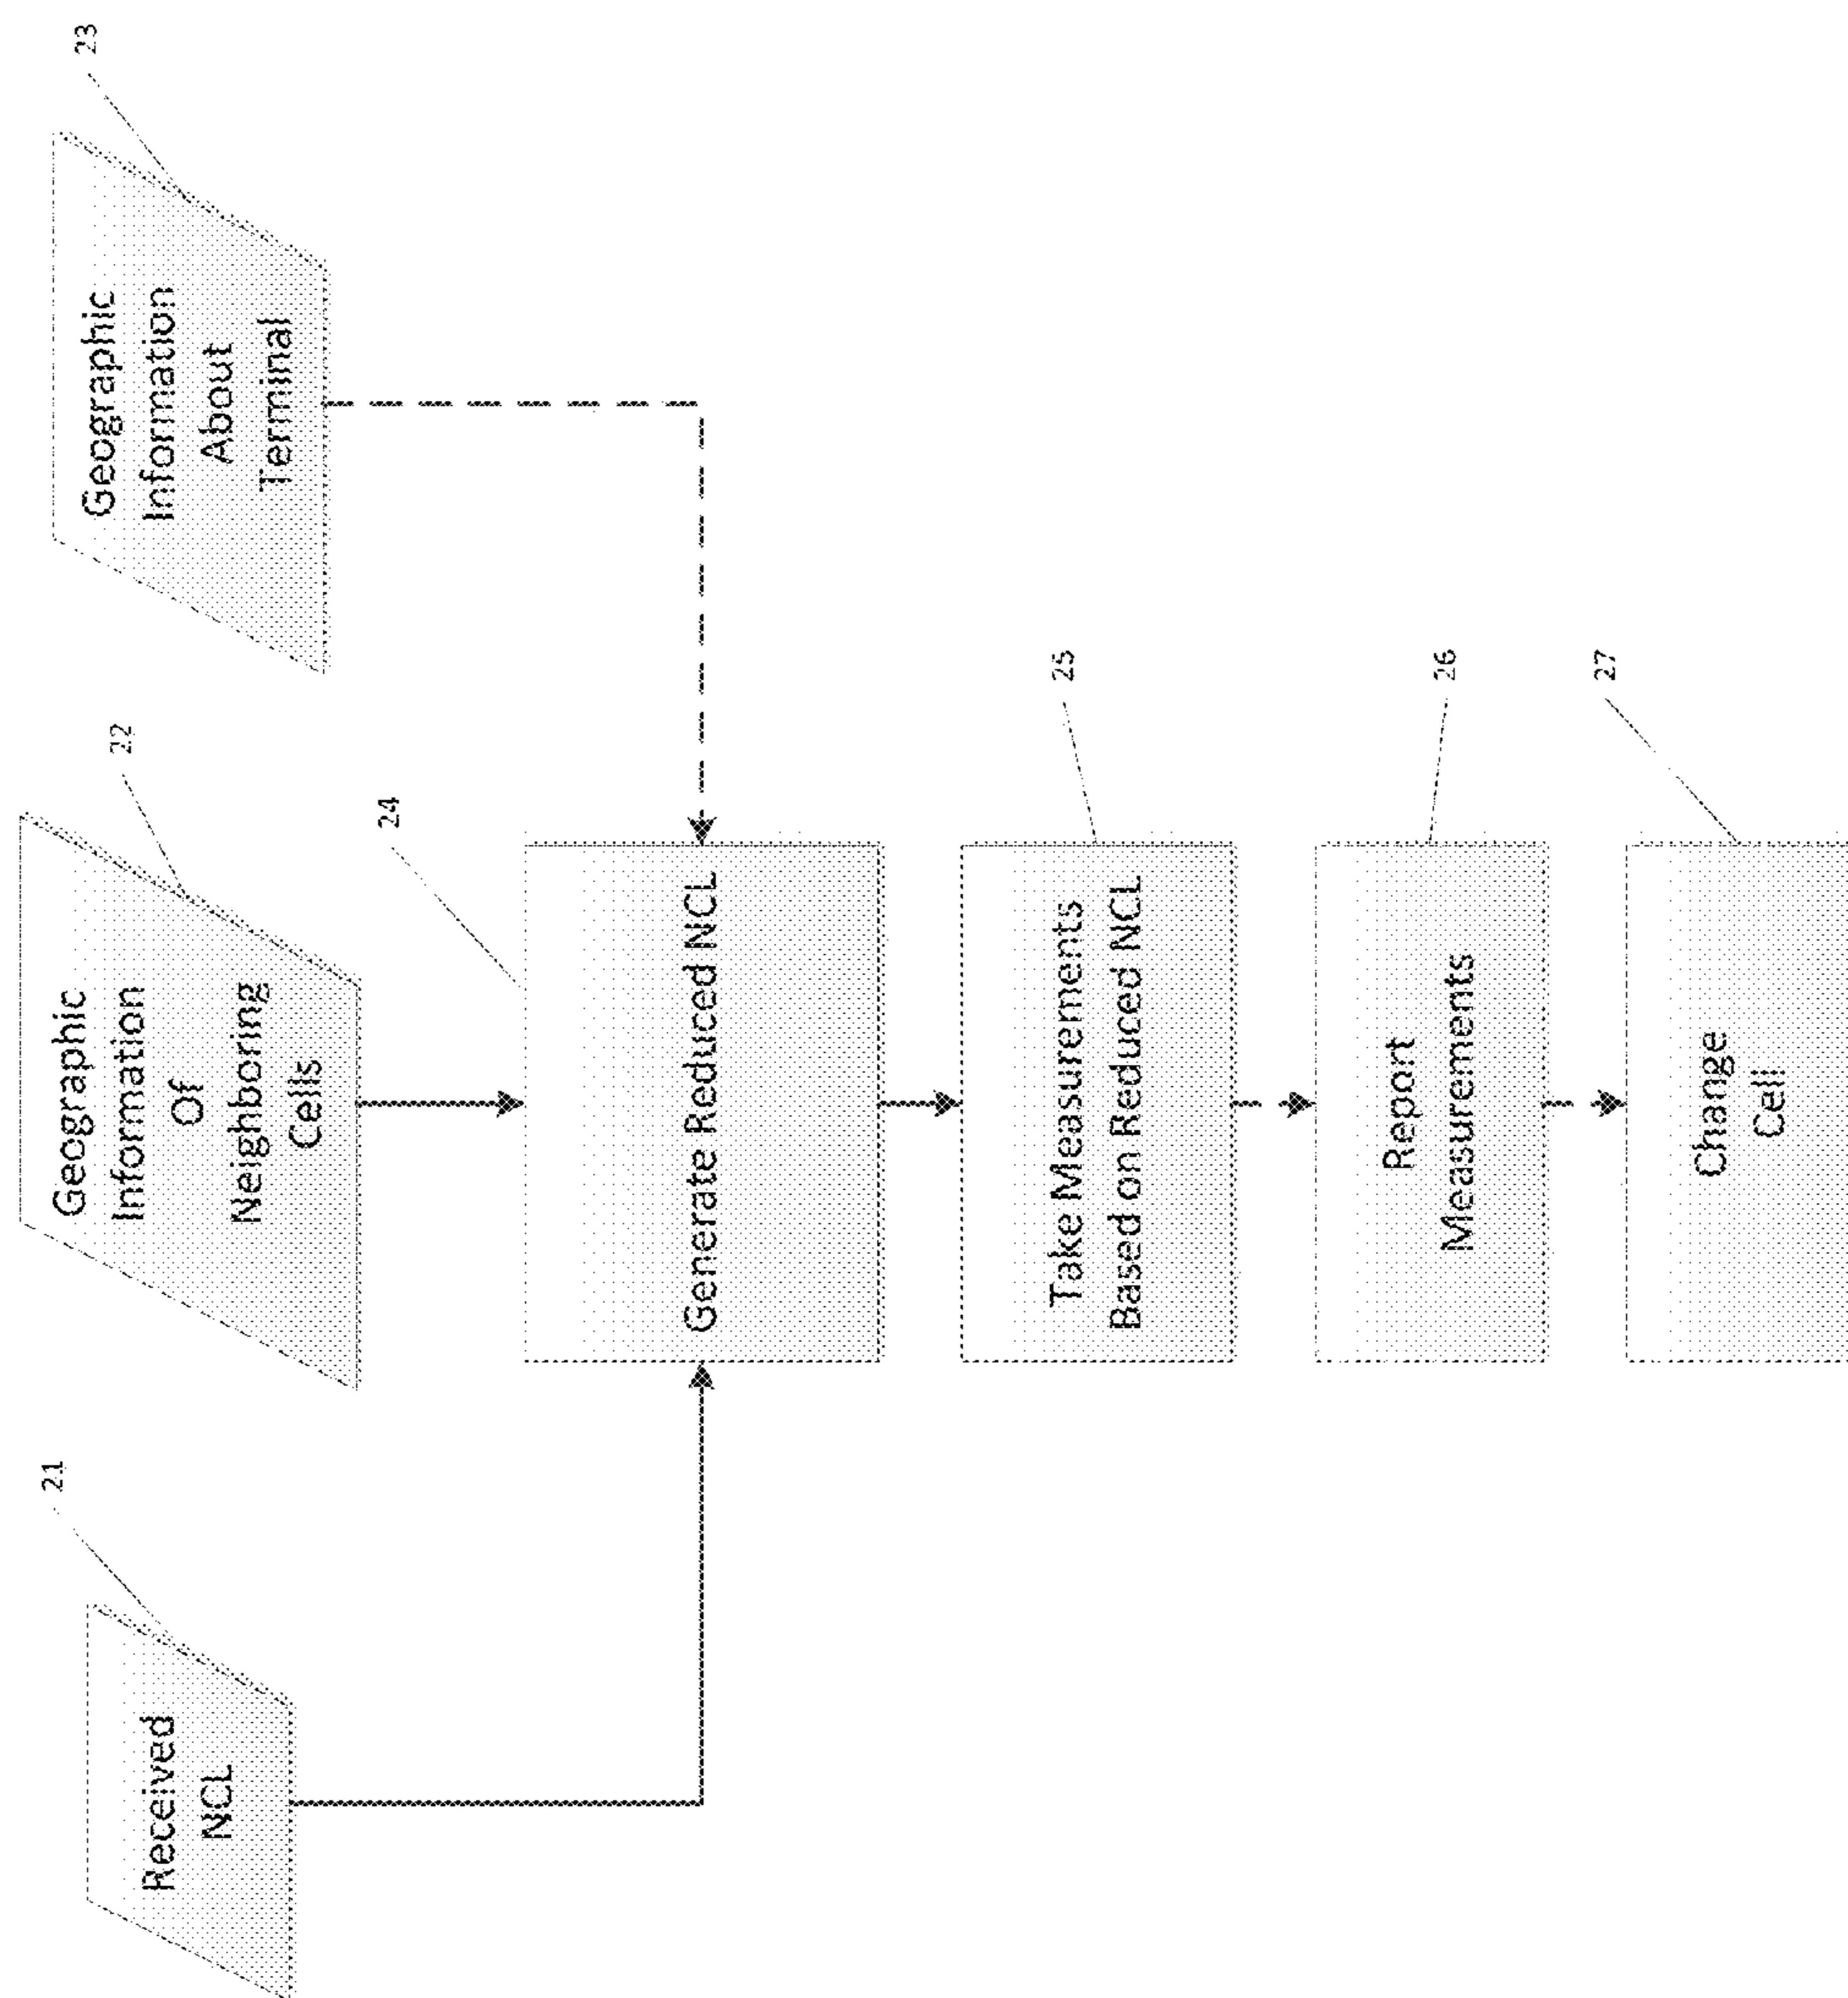 21
Received
NCL
22
Geographic
Information
Of
Neighboring
Cells
23
Geographic
Information
About
Terminal
24
Generate Reduced NCL
25
Take Measurements
Based on Reduced NCL
26
Report
Measurements
27
Change
Cell